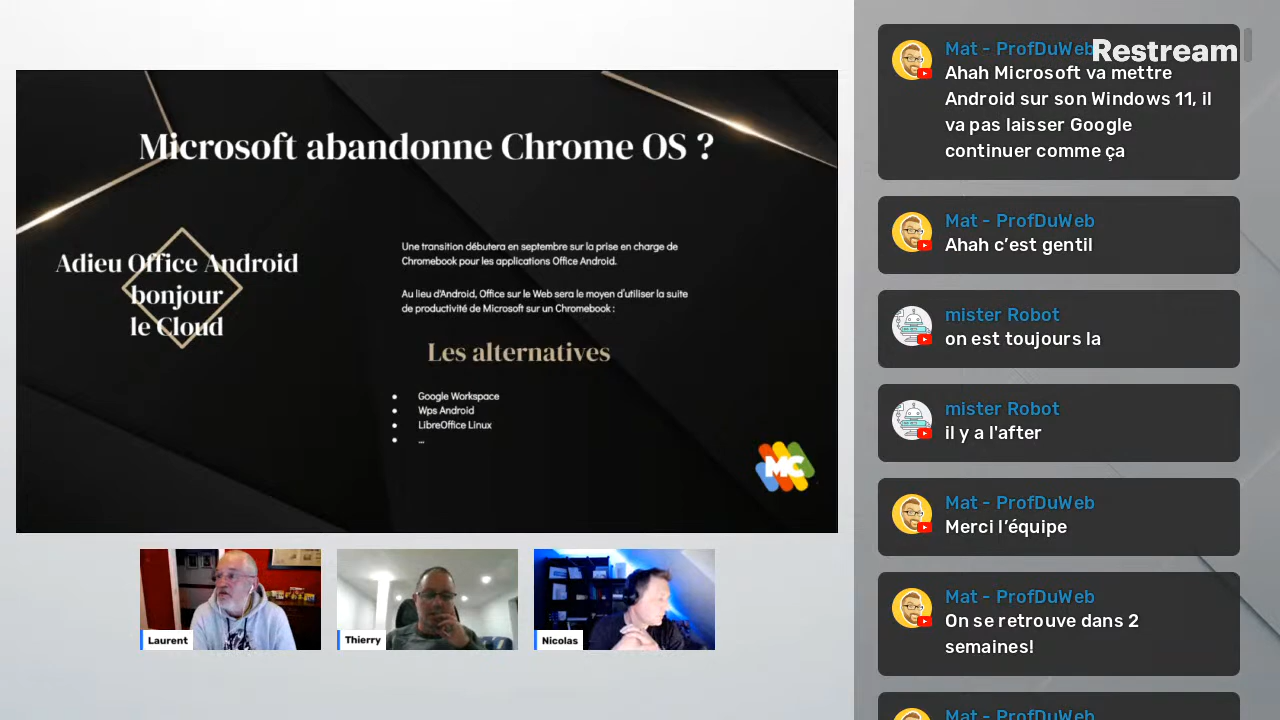 Microsoft abandonne Chrome OS ?
Adieu Office Android
bonjour
le Cloud
Une transition débutera en septembre sur la prise en charge de
Chromebook pour les applications Office Android.
Au lieu d'Android, Office sur le Web sera le moyen d'utiliser la suite
de productivité de Microsoft sur un Chromebook :
Les alternatives
● Google Workspace
● Wps Android
● LibreOffice Linux
● ...
MC
Laurent
Thierry
Nicolas
Restream
Mat - ProfDuWeb
Ahah Microsoft va mettre
Android sur son Windows 11, il
va pas laisser Google
continuer comme ça
Mat - ProfDuWeb
Ahah c’est gentil
mister Robot
on est toujours la
mister Robot
il y a l'after
Mat - ProfDuWeb
Merci l’équipe
Mat - ProfDuWeb
On se retrouve dans 2
semaines!
Mat - ProfDuWeb